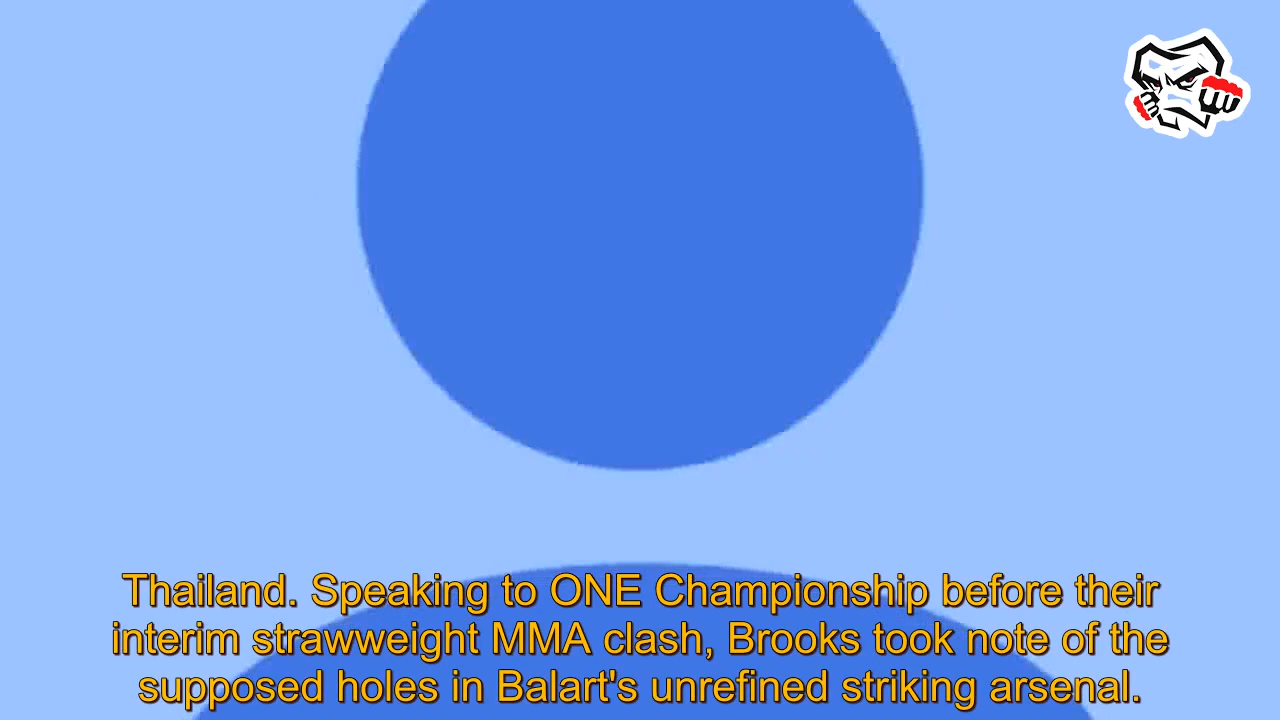 Thailand. Speaking to ONE Championship before their
interim strawweight MMA clash, Brooks took note of the
supposed holes in Balart's unrefined striking arsenal.